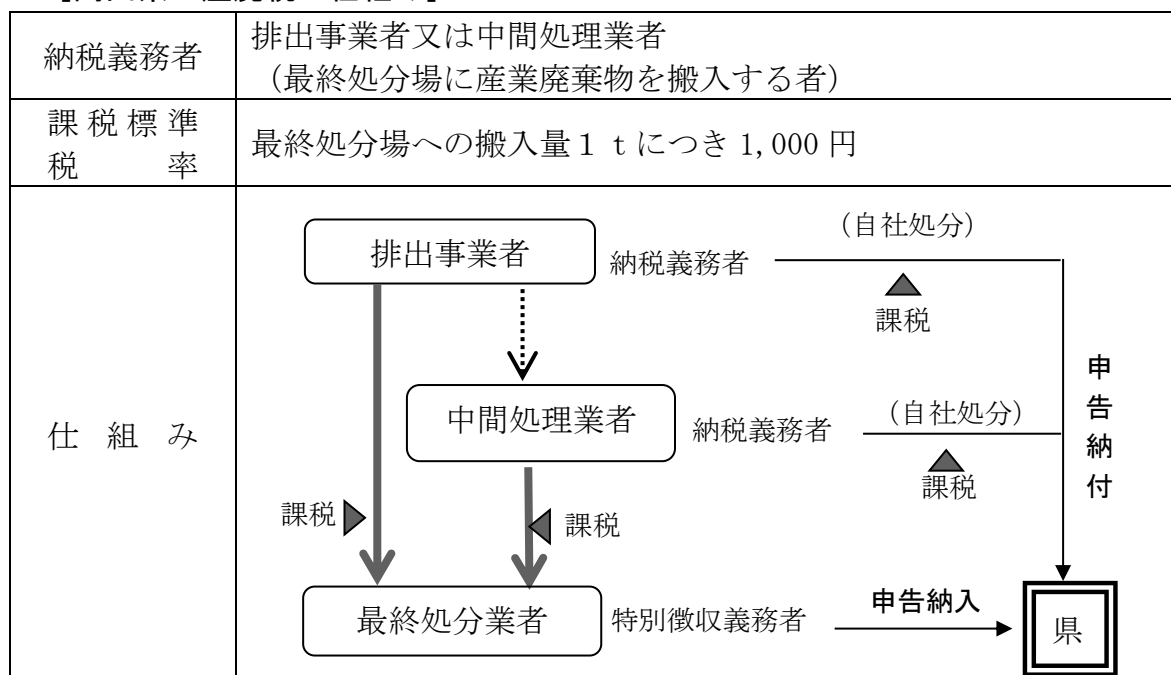 納税義務者
排出事業者又は中間処理業者
(最終処分場に産業廃棄物を搬入する者)
課税標準
税 率
最終処分場への搬入量1tにつき1,000円
仕 組 み
(自社処分)
排出事業者
納税義務者
課税
中間処理業者
納税義務者
(自社処分)
課税
申告納付
課税
課税
最終処分業者
特別徴収義務者
申告納入
県